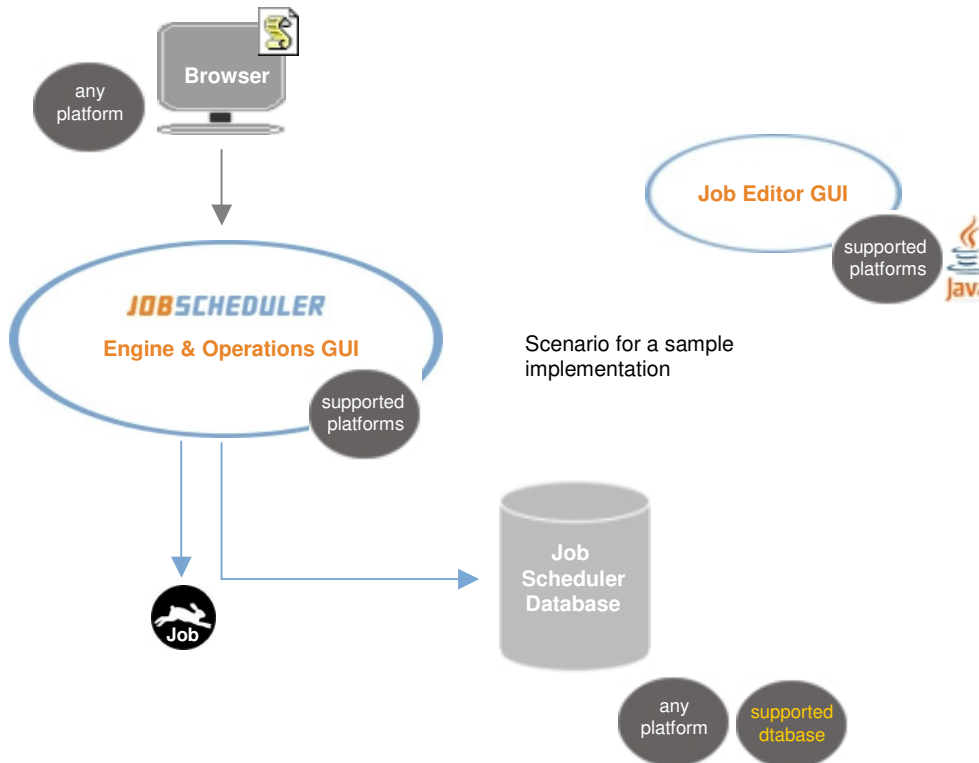 Browser
any
platform
Job Editor GUI
supported
platforms
Java
JOBSCHEDULER
Engine & Operations GUI
supported
platforms
Scenario for a sample
implementation
Job
Scheduler
Database
Job
any
platform
supported
dtabase